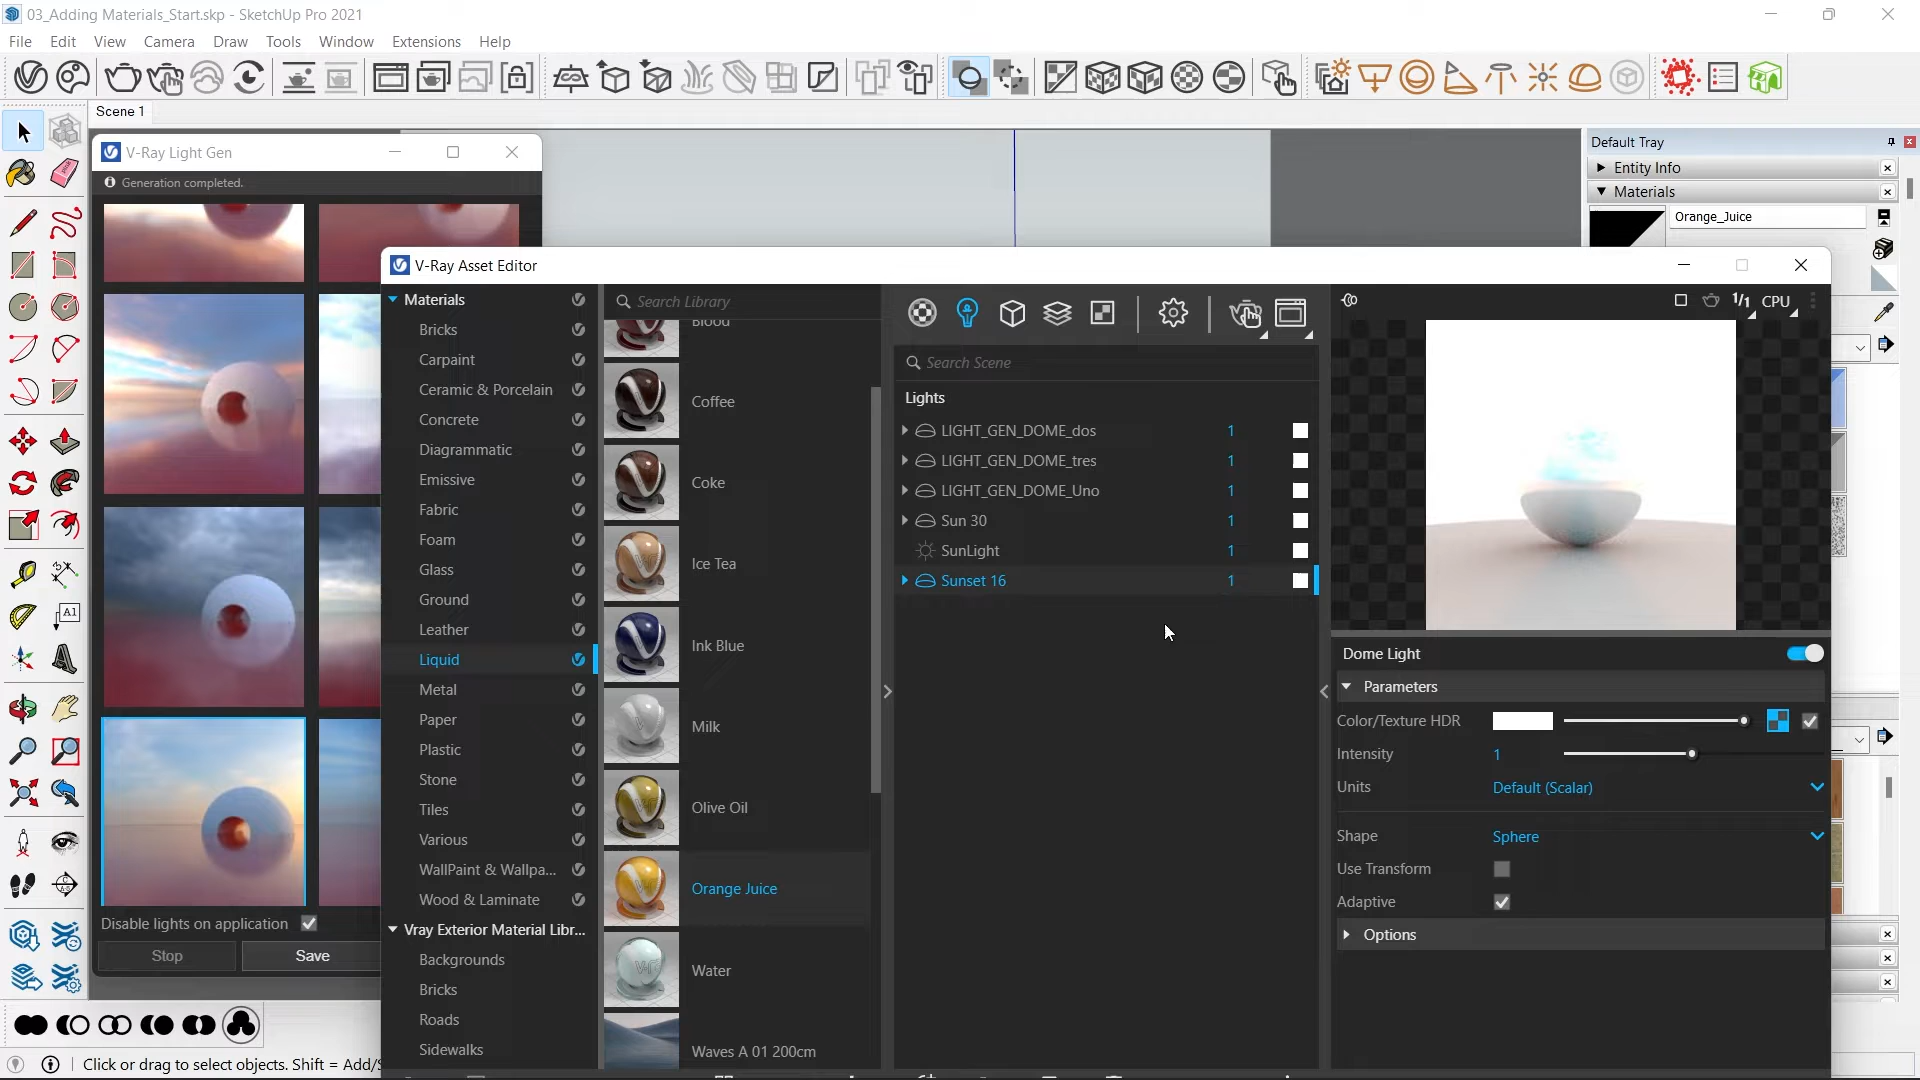 03_Adding Materials_Start.skp - SketchUp Pro 2021
File Edit View Camera Draw Tools Window Extensions Help
Scene 1
V-Ray Light Gen
Generation completed.
Disable lights on application
Stop
Save
V-Ray Asset Editor
Materials
Bricks
Carpaint
Ceramic & Porcelain
Concrete
Diagrammatic
Emissive
Fabric
Foam
Glass
Ground
Leather
Liquid
Metal
Paper
Plastic
Stone
Tiles
Various
WallPaint & Wallpa...
Wood & Laminate
Vray Exterior Material Libr...
Backgrounds
Bricks
Roads
Sidewalks
Search Library
Blood
Coffee
Coke
Ice Tea
Ink Blue
Milk
Olive Oil
Orange Juice
Water
Waves A 01 200cm
Search Scene
Lights
LIGHT_GEN_DOME_dos 1
LIGHT_GEN_DOME_tres 1
LIGHT_GEN_DOME_Uno 1
Sun 30 1
SunLight 1
Sunset 16 1
1/1 CPU
Dome Light
Parameters
Color/Texture HDR
Intensity 1
Units Default (Scalar)
Shape Sphere
Use Transform
Adaptive
Options
Default Tray
Entity Info
Materials
Orange_Juice
A1
Click or drag to select objects. Shift = Add/S